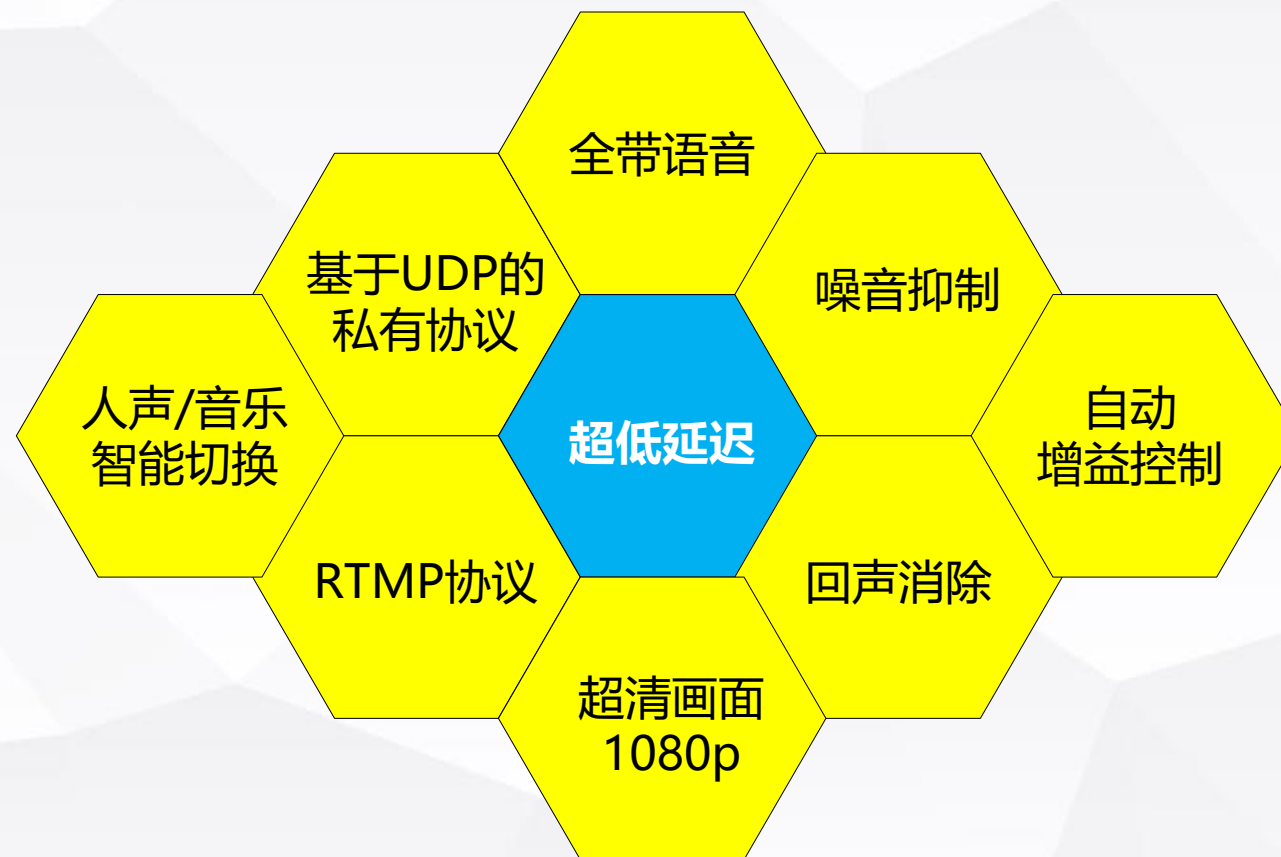 全带语音
基于UDP的
私有协议
噪音抑制
人声/音乐
智能切换
超低延迟
自动
增益控制
RTMP协议
回声消除
超清画面
1080p